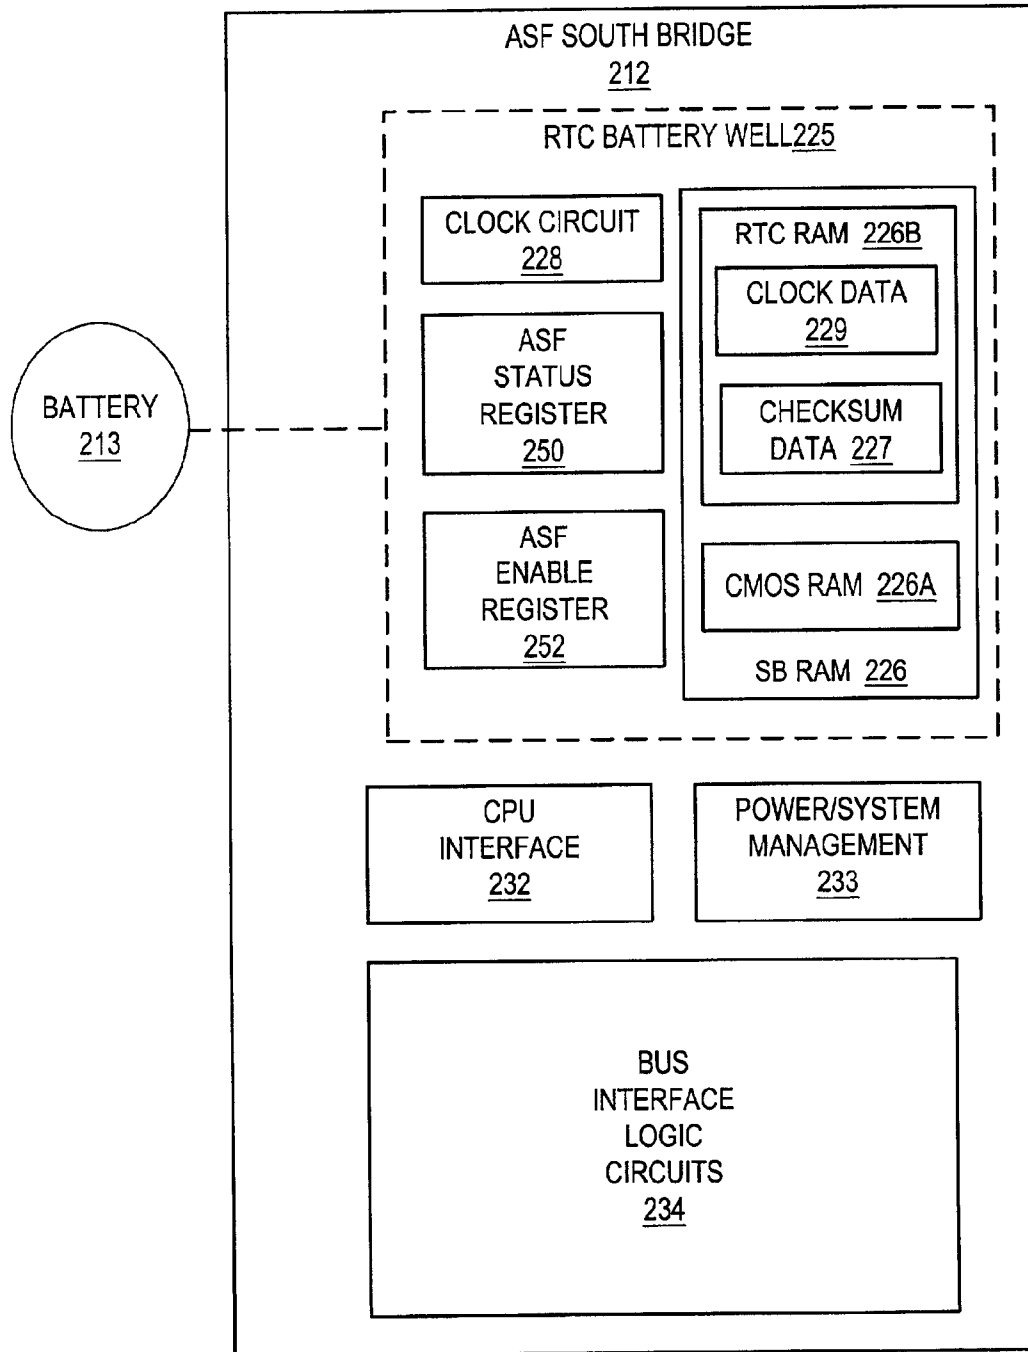 ASF SOUTH BRIDGE
212
RTC BATTERY WELL225
CLOCK CIRCUIT
228
RTC RAM 226B
CLOCK DATA
229
ASF
STATUS
REGISTER
250
CHECKSUM
DATA 227
BATTERY
213
ASF
ENABLE
REGISTER
252
CMOS RAM 226A
SB RAM 226
CPU
INTERFACE
232
POWER/SYSTEM
MANAGEMENT
233
BUS
INTERFACE
LOGIC
CIRCUITS
234